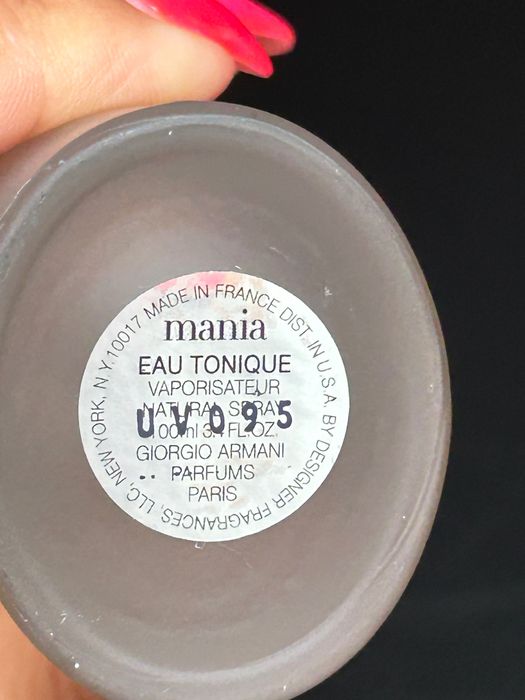 mania
EAU TONIQUE
VAPORISATEUR
NATURAL SPRAY
UV095
100ml 3.4 FL.OZ.
GIORGIO ARMANI
PARFUMS
PARIS
MADE IN FRANCE DIST. IN U.S.A. BY DESIGNER FRAGRANCES, LLC, NEW YORK, N.Y.10017